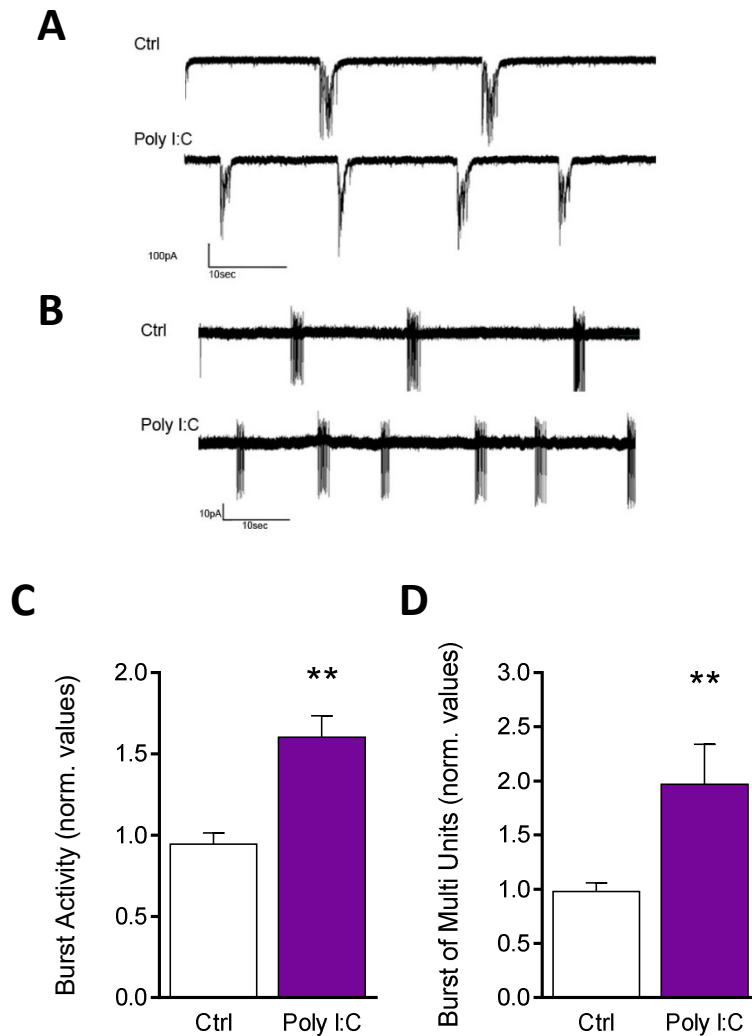 A
Ctrl
Poly I:C
100pA
10sec
B
Ctrl
Poly I:C
10pA
10sec
C
Burst Activity (norm. values)
2.0
1.5
1.0
0.5
0.0
**
Ctrl
Poly I:C
D
Burst of Multi Units (norm. values)
3.0
2.5
2.0
1.5
1.0
0.5
0.0
**
Ctrl
Poly I:C